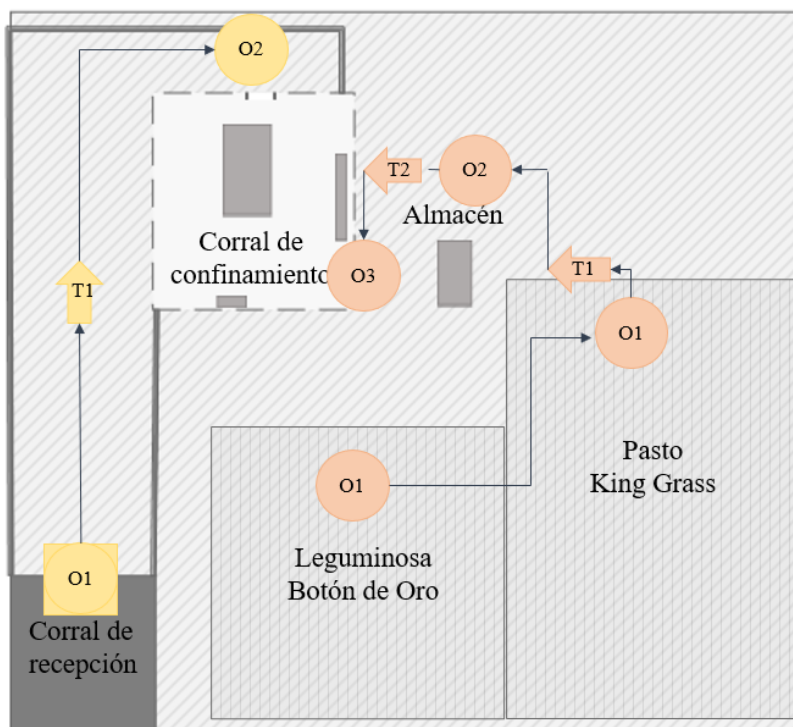 O2
T2
O2
Almacén
Corral de
confinamiento
O3
T1
T1
O1
Pasto
King Grass
O1
Leguminosa
Botón de Oro
O1
Corral de
recepción